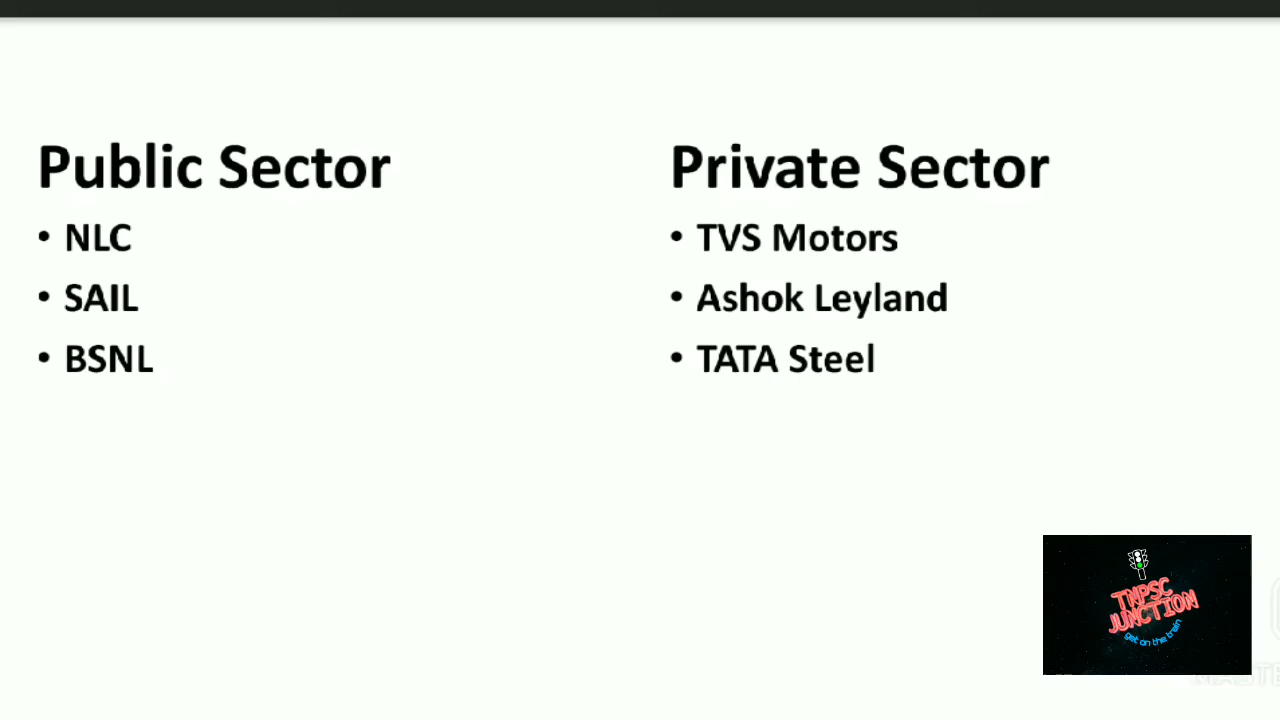 Public Sector
• NLC
• SAIL
• BSNL
Private Sector
• TVS Motors
• Ashok Leyland
• TATA Steel
TNPSC
JUNCTION
get on the train